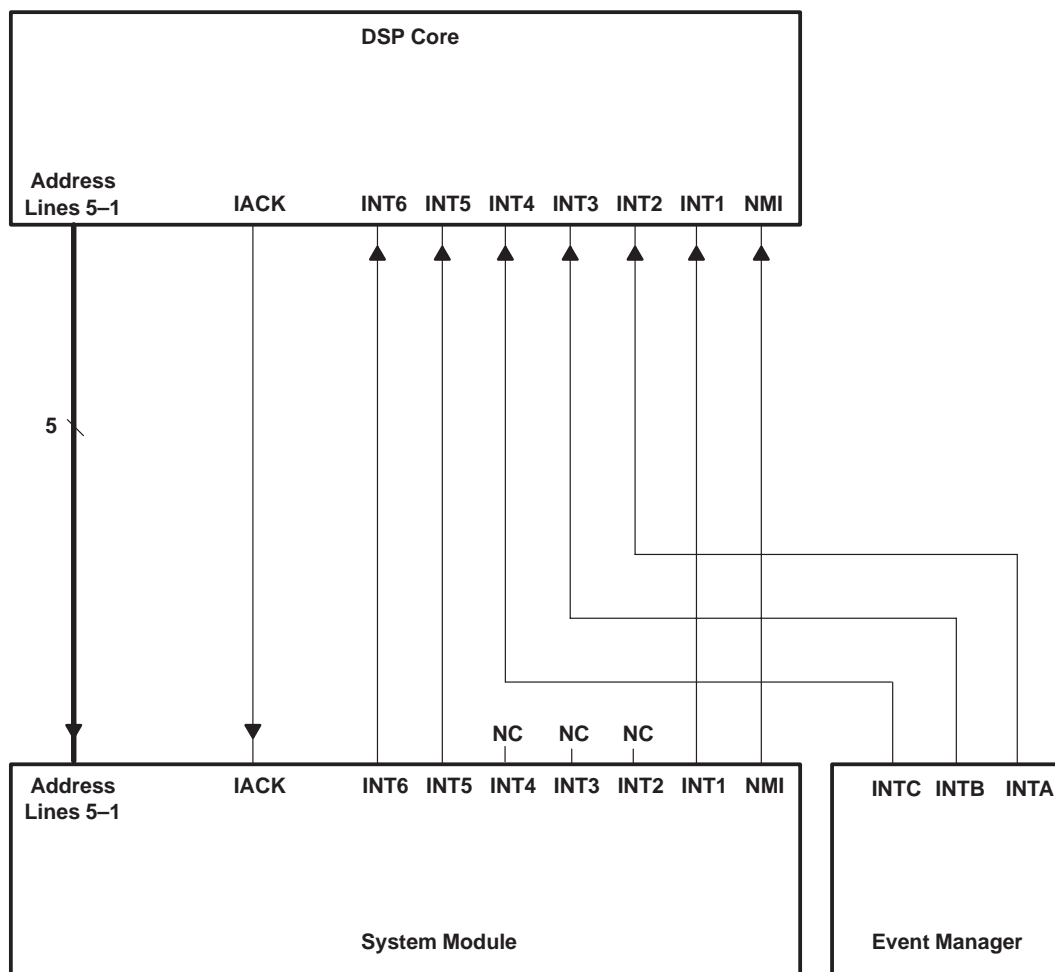 DSP Core
Address
Lines 5–1
IACK INT6 INT5 INT4 INT3 INT2 INT1 NMI
5
NC NC NC
Address
Lines 5–1
IACK INT6 INT5 INT4 INT3 INT2 INT1 NMI
INTC INTB INTA
System Module
Event Manager